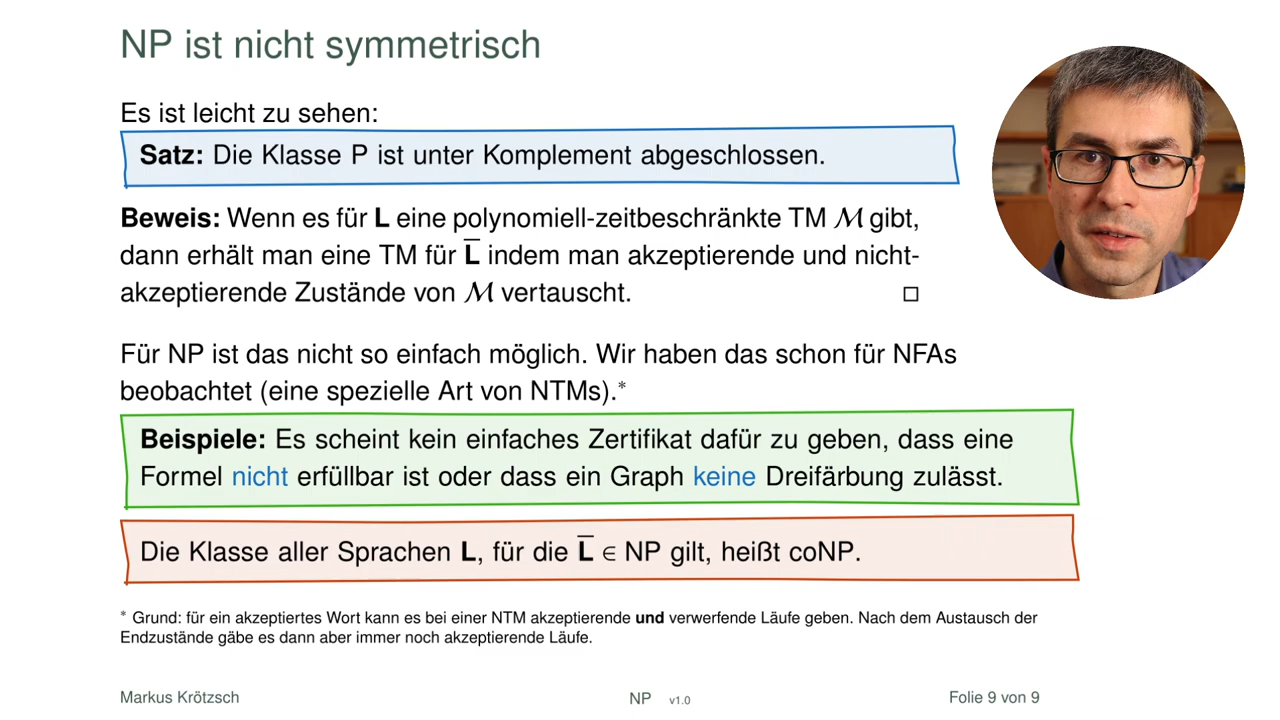 NP ist nicht symmetrisch
Es ist leicht zu sehen:
Satz: Die Klasse P ist unter Komplement abgeschlossen.
Beweis: Wenn es für L eine polynomiell-zeitbeschränkte TM ℳ gibt,
dann erhält man eine TM für L̅ indem man akzeptierende und nicht-
akzeptierende Zustände von ℳ vertauscht. □
Für NP ist das nicht so einfach möglich. Wir haben das schon für NFAs
beobachtet (eine spezielle Art von NTMs).*
Beispiele: Es scheint kein einfaches Zertifikat dafür zu geben, dass eine
Formel nicht erfüllbar ist oder dass ein Graph keine Dreifärbung zulässt.
Die Klasse aller Sprachen L, für die L̅ ∈ NP gilt, heißt coNP.
* Grund: für ein akzeptiertes Wort kann es bei einer NTM akzeptierende und verwerfende Läufe geben. Nach dem Austausch der
Endzustände gäbe es dann aber immer noch akzeptierende Läufe.
Markus Krötzsch NP v1.0 Folie 9 von 9